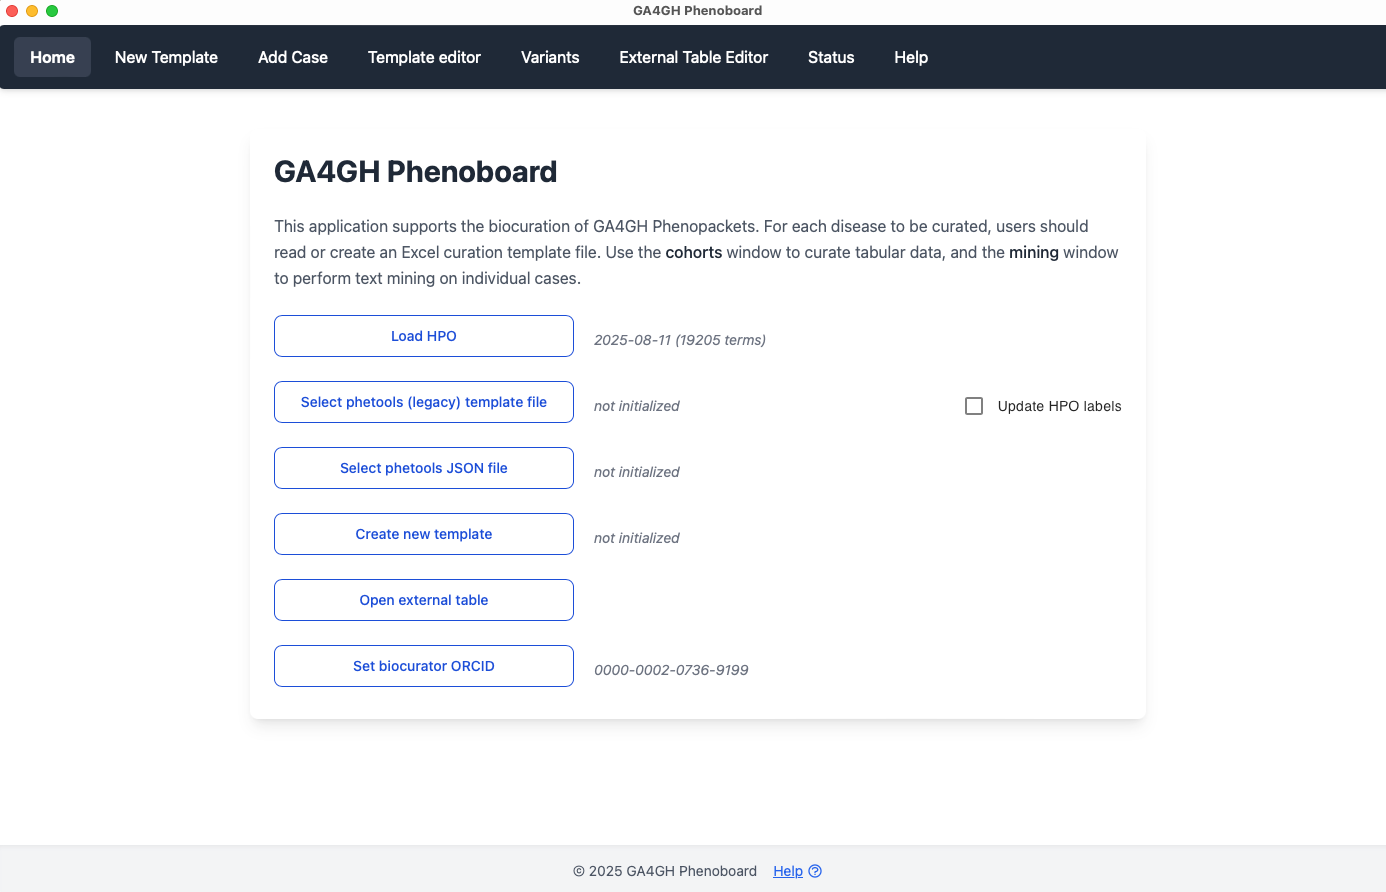 GA4GH Phenoboard
Home New Template Add Case Template editor Variants External Table Editor Status Help
GA4GH Phenoboard
This application supports the biocuration of GA4GH Phenopackets. For each disease to be curated, users should
read or create an Excel curation template file. Use the cohorts window to curate tabular data, and the mining window
to perform text mining on individual cases.
Load HPO 2025-08-11 (19205 terms)
Select phetools (legacy) template file not initialized Update HPO labels
Select phetools JSON file not initialized
Create new template not initialized
Open external table
Set biocurator ORCID 0000-0002-0736-9199
© 2025 GA4GH Phenoboard Help